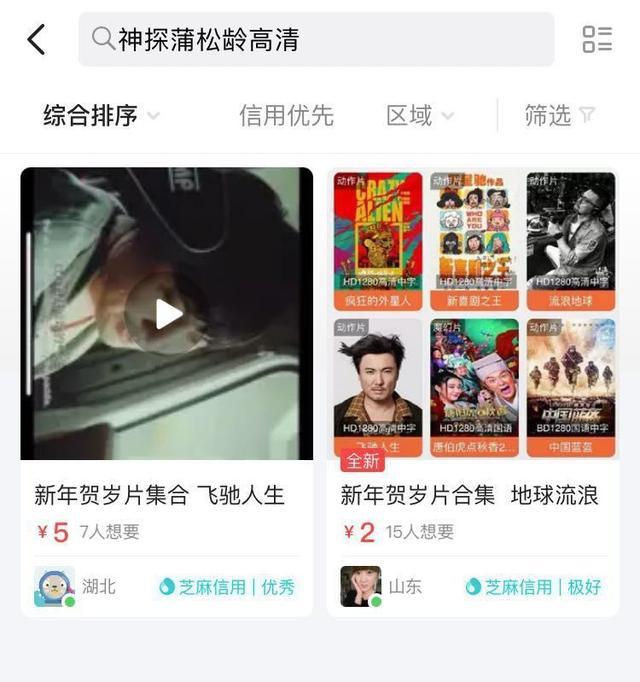 神探蒲松龄高清
综合排序 信用优先 区域 筛选
动作片 动作片 动作片
CRAZY
ALIEN
WHO ARE YOU
HD1280高清中字 HD1280高清中字 HD1280高清中字
疯狂的外星人 新喜剧之王 流浪地球
动作片 魔幻片 动作片
HD1280高清中字 HD1280高清国语 BD1280国语中字
飞驰人生 唐伯虎点秋香2... 中国蓝盔
全新
新年贺岁片集合 飞驰人生
¥5 7人想要
湖北 芝麻信用|优秀
新年贺岁片合集 地球流浪
¥2 15人想要
山东 芝麻信用|极好